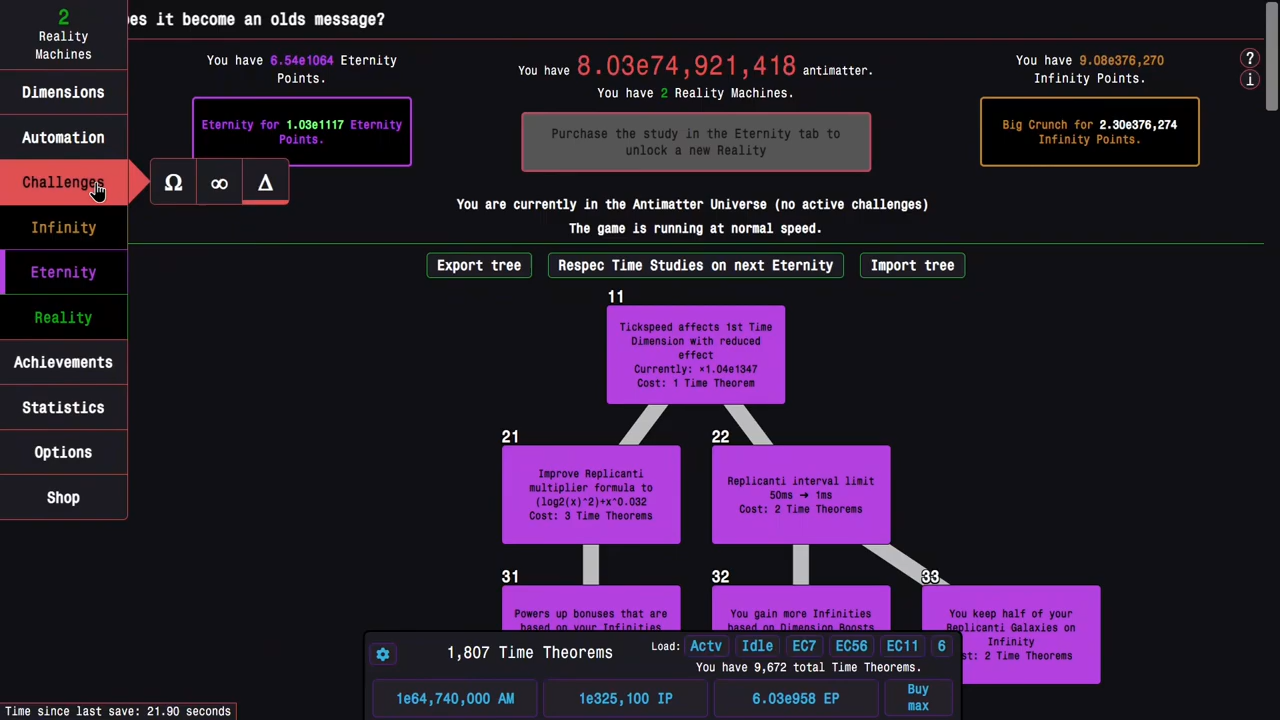 2
Reality
Machines
es it become an olds message?
Dimensions
Automation
Challenges
Infinity
Eternity
Reality
Achievements
Statistics
Options
Shop
Ω ∞ Δ
You have 6.54e1064 Eternity
Points.
Eternity for 1.03e1117 Eternity
Points.
You have 8.03e74,921,418 antimatter.
You have 2 Reality Machines.
Purchase the study in the Eternity tab to
unlock a new Reality
You have 9.08e376,270
Infinity Points.
Big Crunch for 2.30e376,274
Infinity Points.
?
i
You are currently in the Antimatter Universe (no active challenges)
The game is running at normal speed.
Export tree
Respec Time Studies on next Eternity
Import tree
11
Tickspeed affects 1st Time
Dimension with reduced
effect
Currently: ×1.04e1347
Cost: 1 Time Theorem
21
Improve Replicanti
multiplier formula to
(log2(x)^2)+x^0.032
Cost: 3 Time Theorems
22
Replicanti interval limit
50ms ➜ 1ms
Cost: 2 Time Theorems
31
Powers up bonuses that are
based on your Infinities
32
You gain more Infinities
based on Dimension Boosts
33
You keep half of your
Replicanti Galaxies on
Infinity
st: 2 Time Theorems
1,807 Time Theorems
Load: Actv Idle EC7 EC56 EC11 6
You have 9,672 total Time Theorems.
1e64,740,000 AM
1e325,100 IP
6.03e958 EP
Buy
max
Time since last save: 21.90 seconds